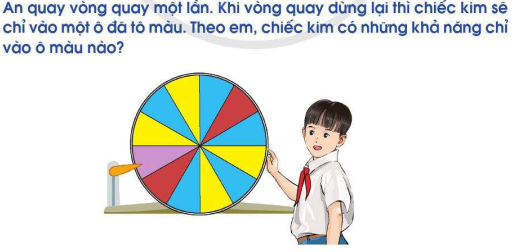 An quay vòng quay một lần. Khi vòng quay dừng lại thì chiếc kim sẽ
chỉ vào một ô đã tô màu. Theo em, chiếc kim có những khả năng chỉ
vào ô màu nào?